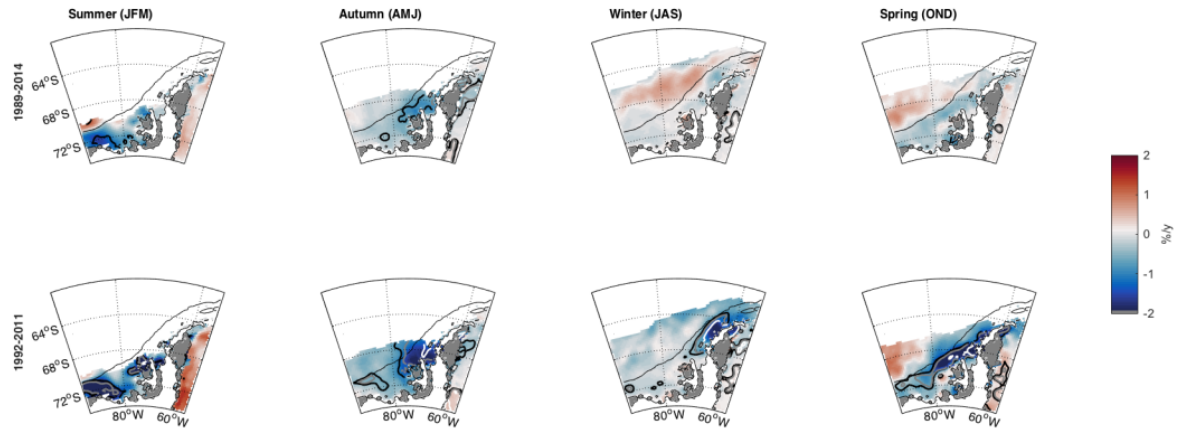 Summer (JFM) Autumn (AMJ) Winter (JAS) Spring (OND)
1989-2014
64°S
68°S
72°S
2
1
0
-1
-2
%/y
1992-2011
64°S
68°S
72°S
80°W 60°W 80°W 60°W 80°W 60°W 80°W 60°W